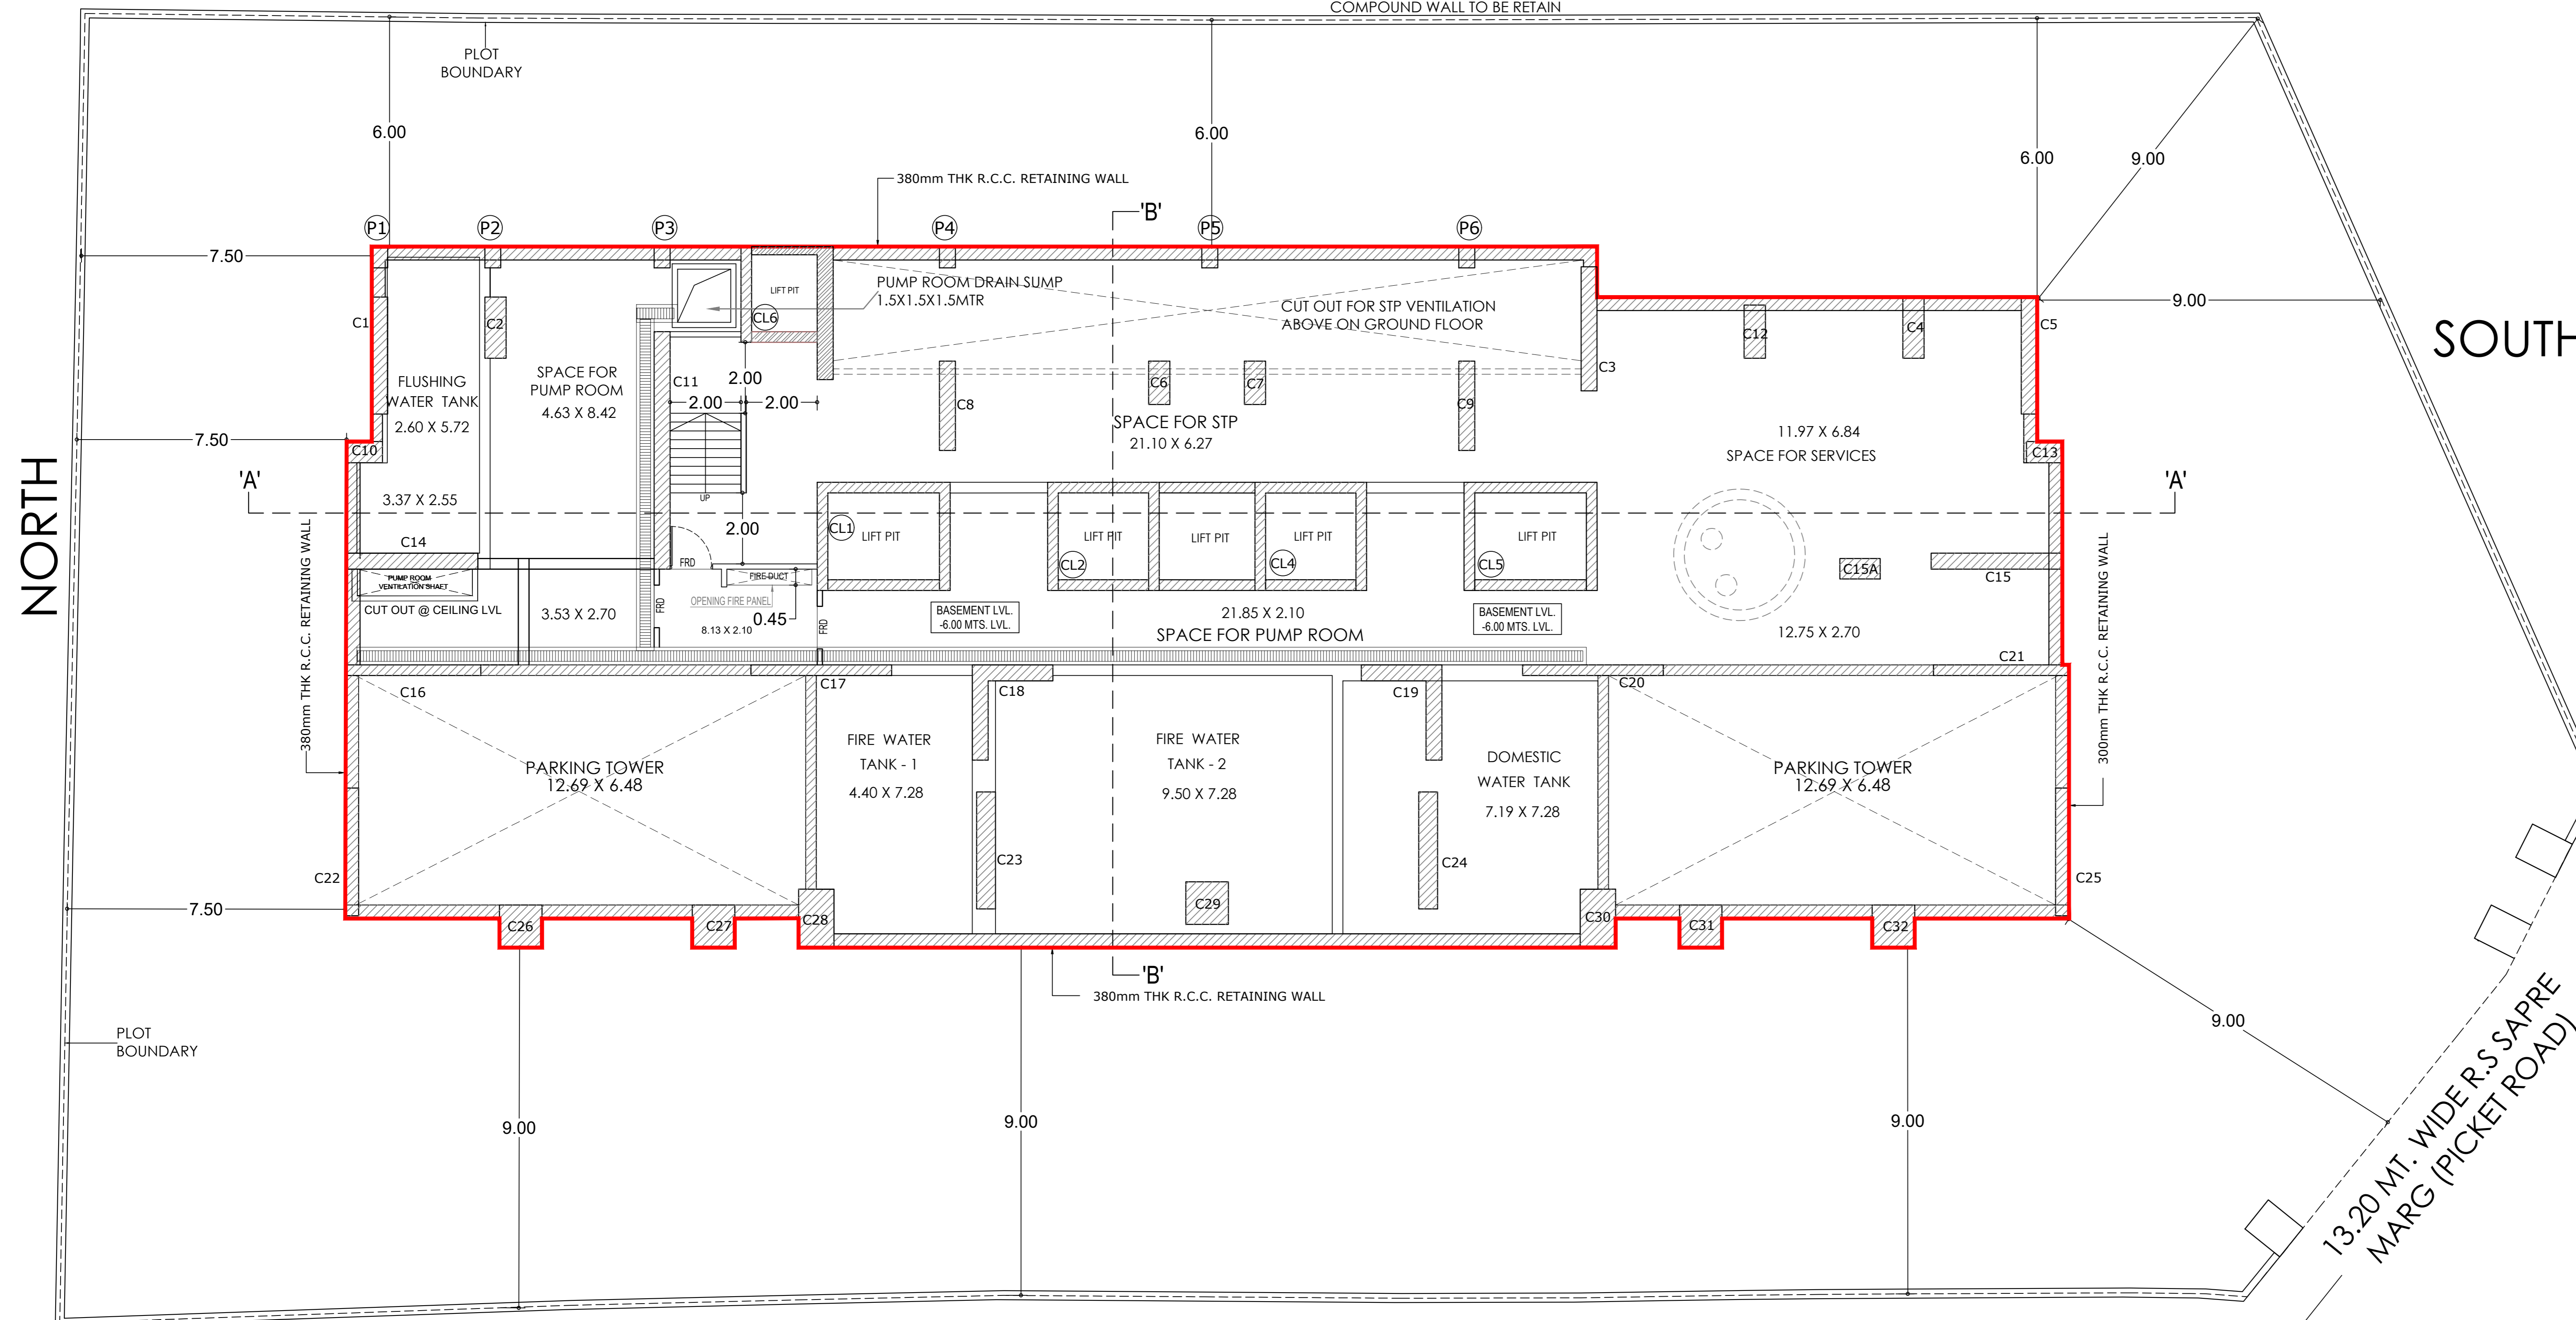 COMPOUND WALL TO BE RETAIN
PLOT
BOUNDARY
6.00
6.00
6.00
9.00
380mm THK R.C.C. RETAINING WALL
'B'
P1
P2
P3
P4
P5
P6
7.50
PUMP ROOM DRAIN SUMP
1.5X1.5X1.5MTR
LIFT PIT
CL6
CUT OUT FOR STP VENTILATION
ABOVE ON GROUND FLOOR
9.00
SOUTH
C1
C2
C12
C4
C5
C3
SPACE FOR
PUMP ROOM
4.63 X 8.42
FLUSHING
WATER TANK
2.60 X 5.72
C11
2.00
2.00
2.00
C6
C7
C8
C9
SPACE FOR STP
21.10 X 6.27
11.97 X 6.84
SPACE FOR SERVICES
7.50
C10
C13
NORTH
'A'
'A'
3.37 X 2.55
UP
2.00
CL1
LIFT PIT
LIFT PIT
LIFT PIT
LIFT PIT
LIFT PIT
CL2
CL4
CL5
C14
FRD
C15A
C15
PUMP ROOM
VENTILATION SHAFT
CUT OUT @ CEILING LVL
FIRE DUCT
OPENING FIRE PANEL
3.53 X 2.70
FRD
8.13 X 2.10
0.45
FRD
BASEMENT LVL.
-6.00 MTS. LVL.
21.85 X 2.10
SPACE FOR PUMP ROOM
BASEMENT LVL.
-6.00 MTS. LVL.
12.75 X 2.70
380mm THK R.C.C. RETAINING WALL
300mm THK R.C.C. RETAINING WALL
C21
C16
C17
C18
C19
C20
PARKING TOWER
12.69 X 6.48
FIRE WATER
TANK - 1
4.40 X 7.28
FIRE WATER
TANK - 2
9.50 X 7.28
DOMESTIC
WATER TANK
7.19 X 7.28
PARKING TOWER
12.69 X 6.48
C22
C23
C24
C25
7.50
C26
C27
C28
C29
C30
C31
C32
'B'
380mm THK R.C.C. RETAINING WALL
PLOT
BOUNDARY
9.00
9.00
9.00
9.00
13.20 MT. WIDE R.S SAPRE
MARG (PICKET ROAD)